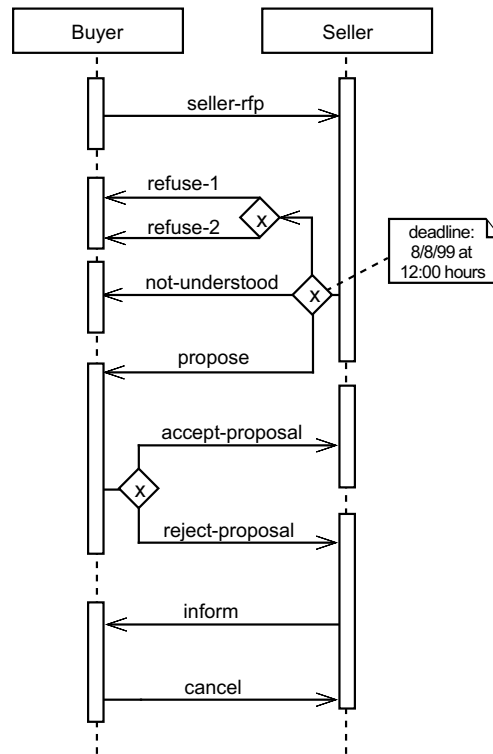 Buyer
Seller
seller-rfp
refuse-1
x
refuse-2
deadline:
8/8/99 at
12:00 hours
not-understood
x
propose
accept-proposal
x
reject-proposal
inform
cancel